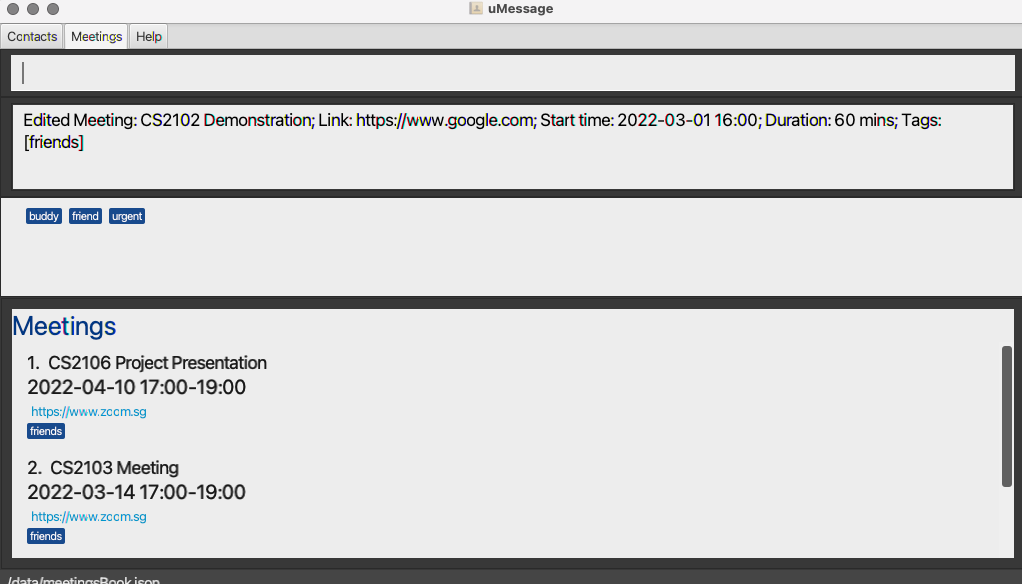 uMessage
Contacts Meetings Help
Edited Meeting: CS2102 Demonstration; Link: https://www.google.com; Start time: 2022-03-01 16:00; Duration: 60 mins; Tags:
[friends]
buddy friend urgent
Meetings
1. CS2106 Project Presentation
2022-04-10 17:00-19:00
https://www.zoom.sg
friends
2. CS2103 Meeting
2022-03-14 17:00-19:00
https://www.zoom.sg
friends
/data/meetingsBook.json